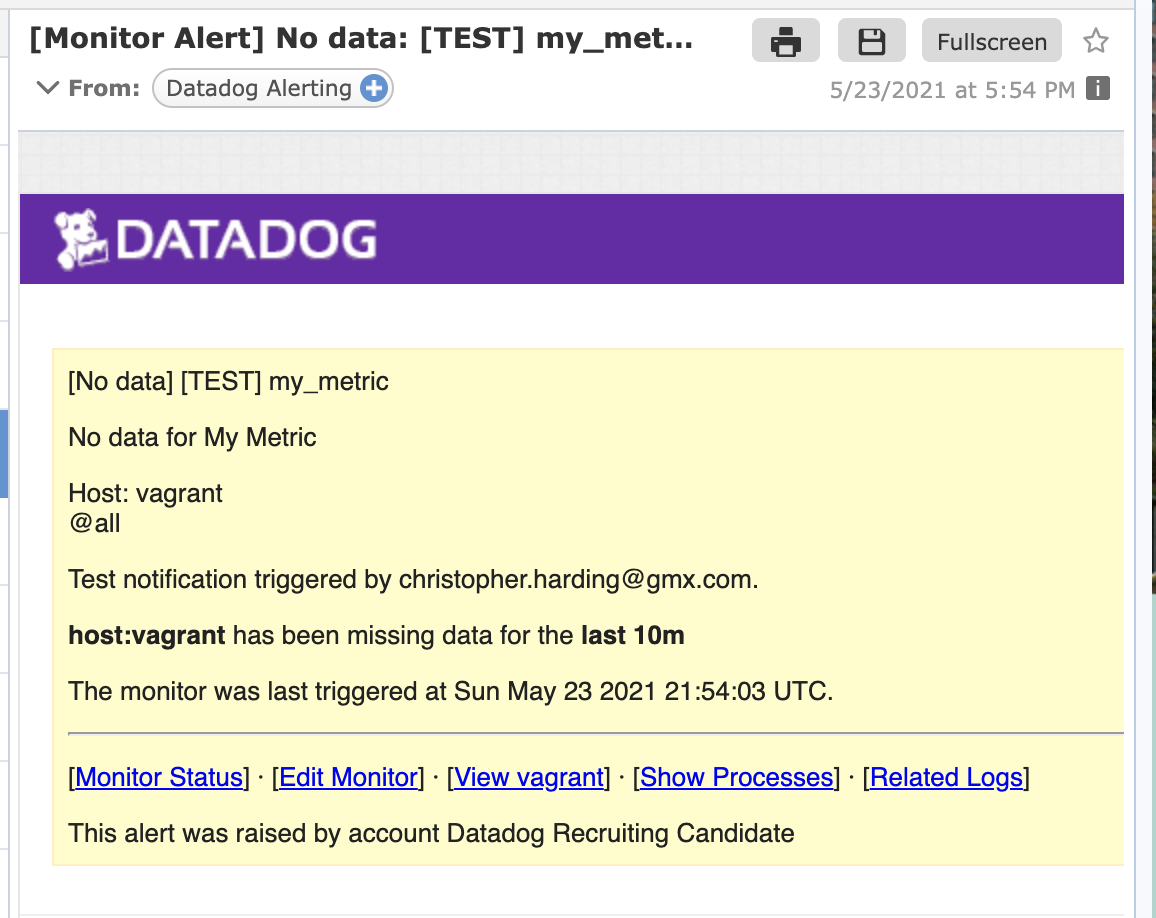 [Monitor Alert] No data: [TEST] my_met...
Fullscreen
From: Datadog Alerting
5/23/2021 at 5:54 PM
i
DATADOG
[No data] [TEST] my_metric
No data for My Metric
Host: vagrant
@all
Test notification triggered by christopher.harding@gmx.com.
host:vagrant has been missing data for the last 10m
The monitor was last triggered at Sun May 23 2021 21:54:03 UTC.
[Monitor Status] · [Edit Monitor] · [View vagrant] · [Show Processes] · [Related Logs]
This alert was raised by account Datadog Recruiting Candidate